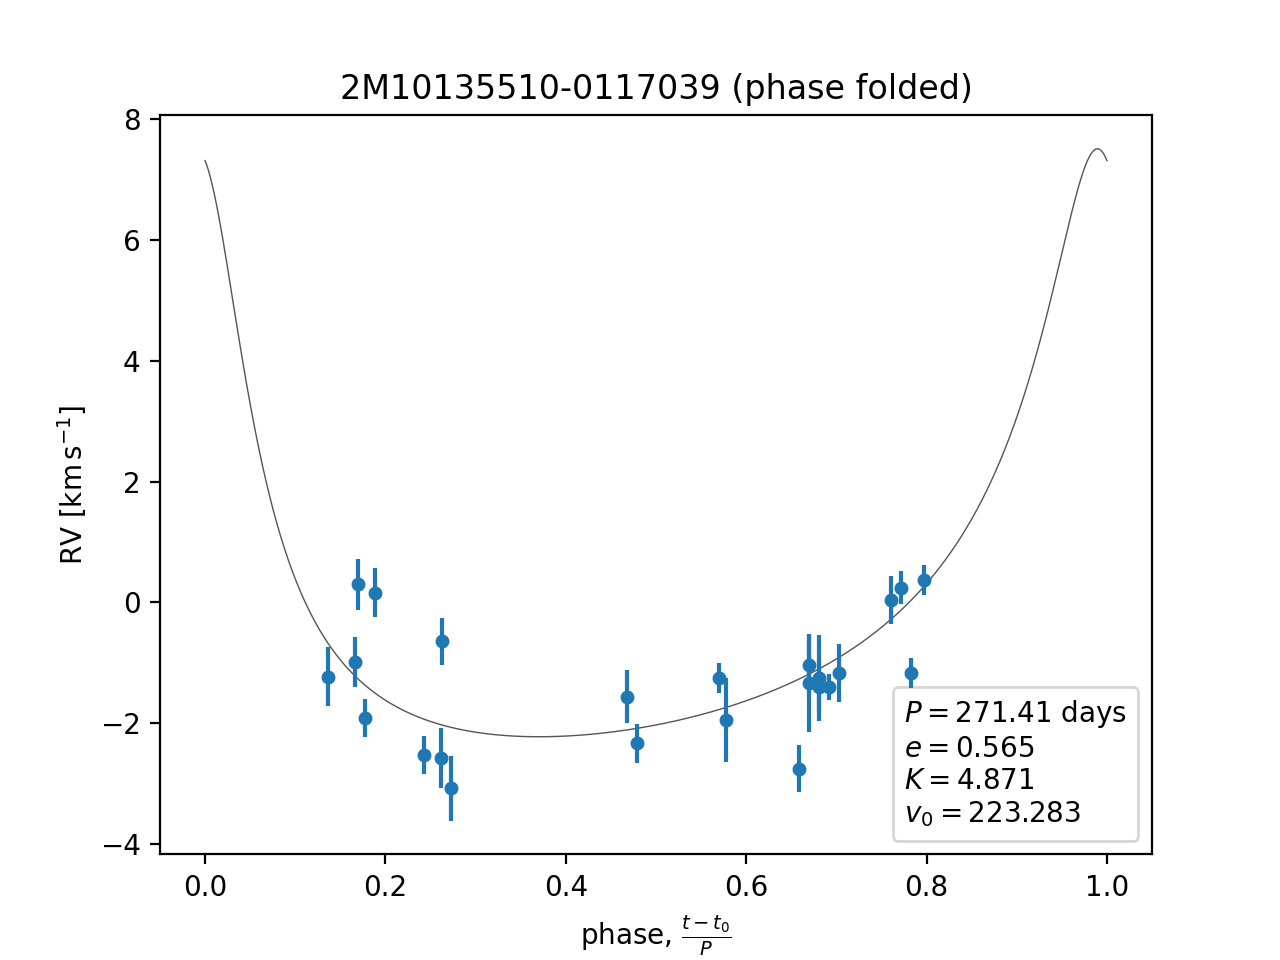 2M10135510-0117039 (phase folded)
8
6
4
2
0
−2
−4
RV [km s⁻¹]
P = 271.41 days
e = 0.565
K = 4.871
v₀ = 223.283
0.0 0.2 0.4 0.6 0.8 1.0
phase, (t − t₀)/P